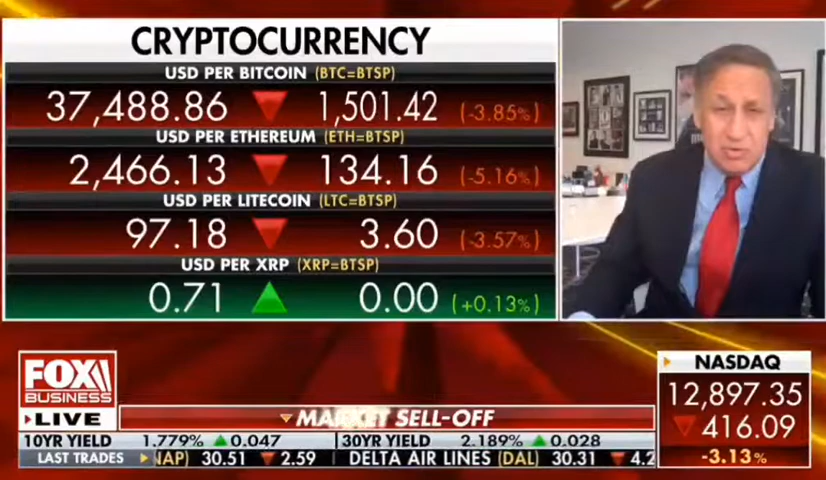 CRYPTOCURRENCY
USD PER BITCOIN (BTC=BTSP)
37,488.86 1,501.42 (-3.85%)
USD PER ETHEREUM (ETH=BTSP)
2,466.13 134.16 (-5.16%)
USD PER LITECOIN (LTC=BTSP)
97.18 3.60 (-3.57%)
USD PER XRP (XRP=BTSP)
0.71 0.00 (+0.13%)
FOX
BUSINESS
LIVE
MARKET SELL-OFF
NASDAQ
12,897.35
416.09
-3.13%
10YR YIELD 1.779% 0.047 30YR YIELD 2.189% 0.028
LAST TRADES NAP) 30.51 2.59 DELTA AIR LINES (DAL) 30.31 4.2